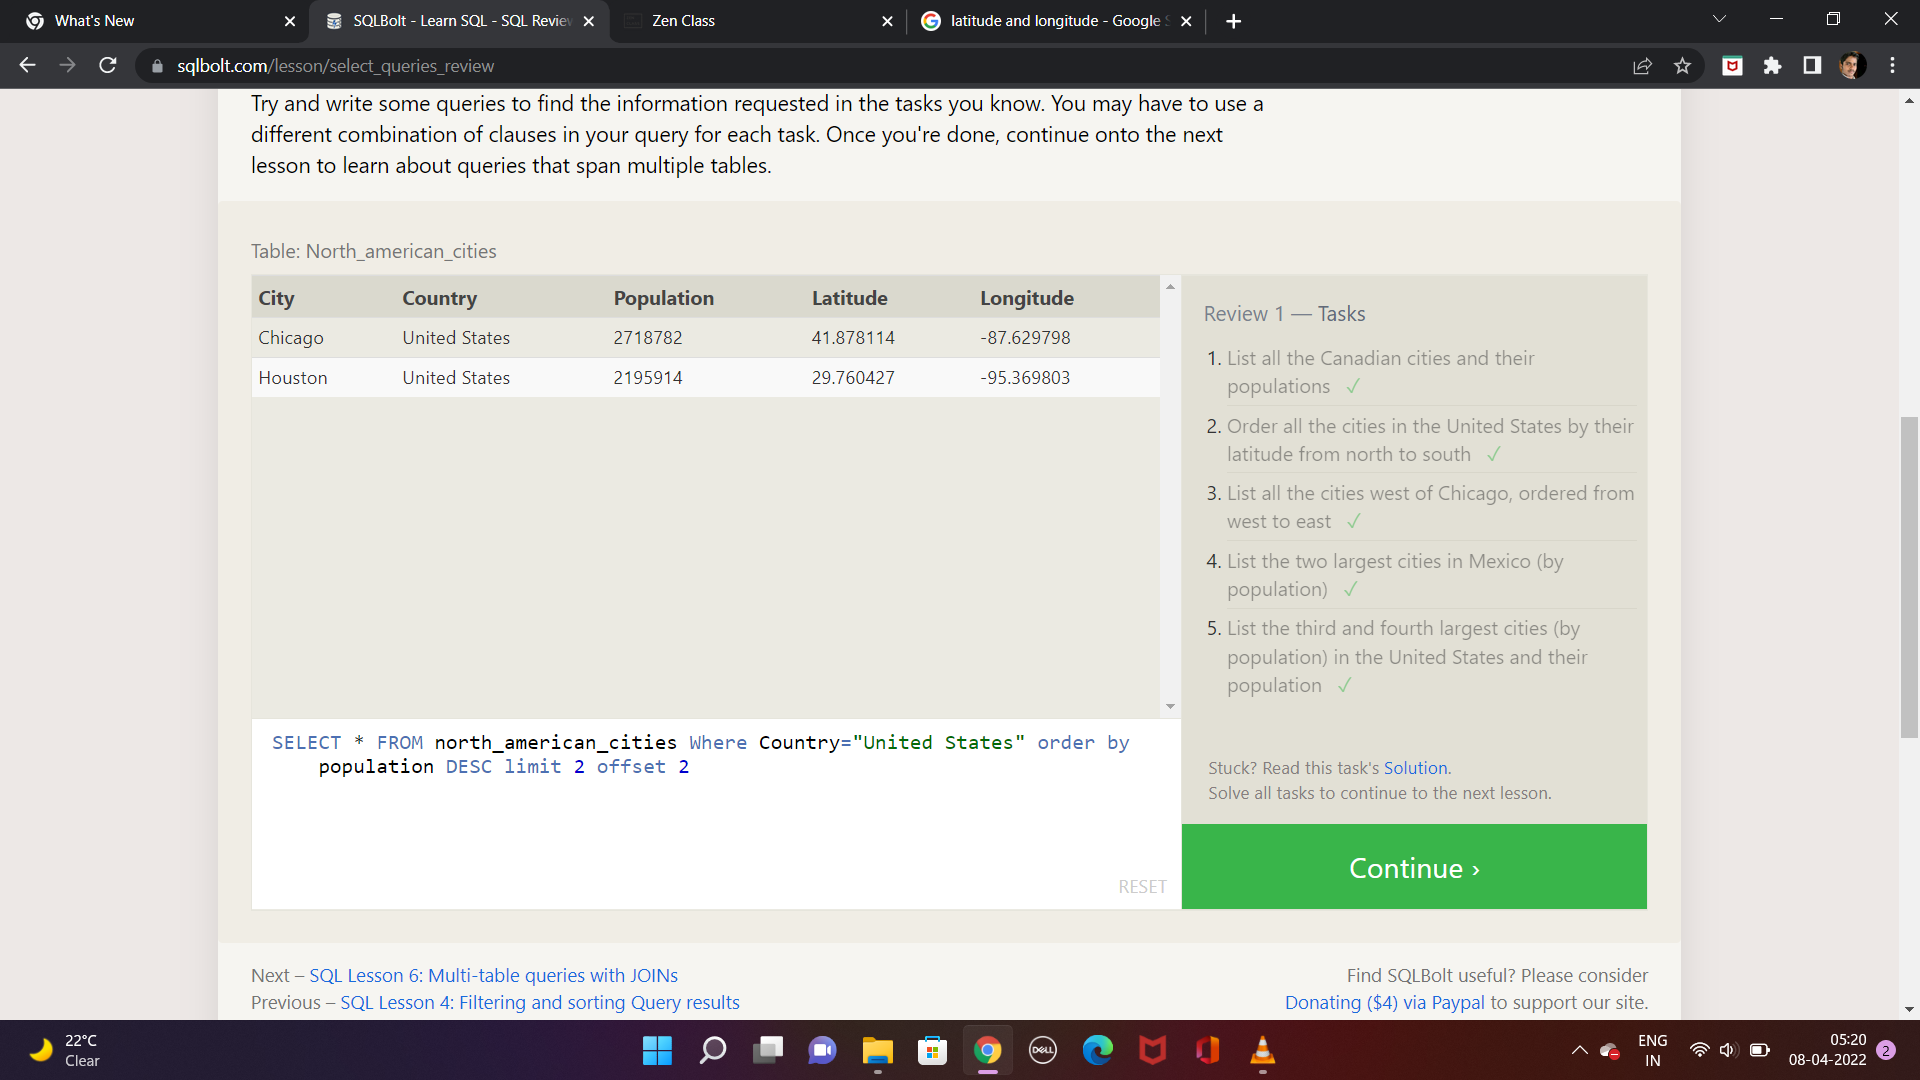 What's New
SQLBolt - Learn SQL - SQL Review
Zen Class
latitude and longitude - Google S
sqlbolt.com/lesson/select_queries_review
Try and write some queries to find the information requested in the tasks you know. You may have to use a
different combination of clauses in your query for each task. Once you're done, continue onto the next
lesson to learn about queries that span multiple tables.
Table: North_american_cities
City Country Population Latitude Longitude
Chicago United States 2718782 41.878114 -87.629798
Houston United States 2195914 29.760427 -95.369803
SELECT * FROM north_american_cities Where Country="United States" order by
population DESC limit 2 offset 2
RESET
Review 1 — Tasks
1. List all the Canadian cities and their
populations ✓
2. Order all the cities in the United States by their
latitude from north to south ✓
3. List all the cities west of Chicago, ordered from
west to east ✓
4. List the two largest cities in Mexico (by
population) ✓
5. List the third and fourth largest cities (by
population) in the United States and their
population ✓
Stuck? Read this task's Solution.
Solve all tasks to continue to the next lesson.
Continue ›
Next – SQL Lesson 6: Multi-table queries with JOINs
Previous – SQL Lesson 4: Filtering and sorting Query results
Find SQLBolt useful? Please consider
Donating ($4) via Paypal to support our site.
22°C
Clear
DELL
ENG
IN
05:20
08-04-2022
2